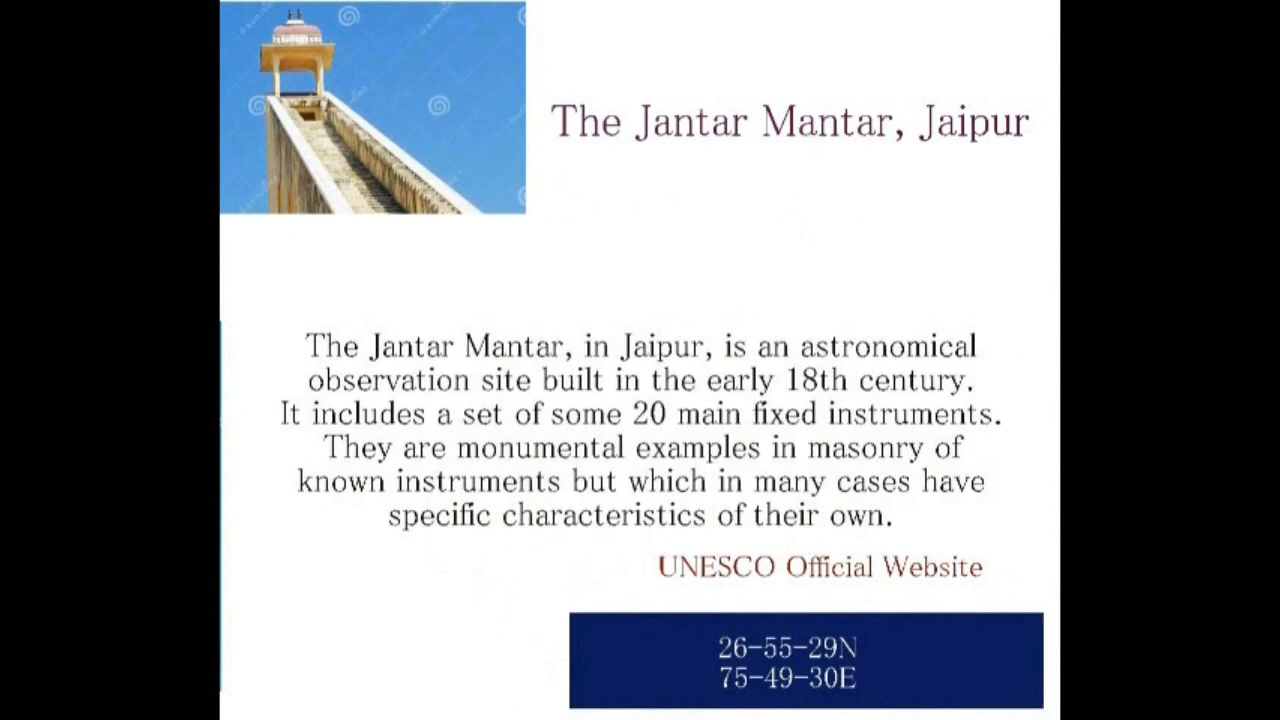 The Jantar Mantar, Jaipur
The Jantar Mantar, in Jaipur, is an astronomical
observation site built in the early 18th century.
It includes a set of some 20 main fixed instruments.
They are monumental examples in masonry of
known instruments but which in many cases have
specific characteristics of their own.
UNESCO Official Website
26-55-29N
75-49-30E